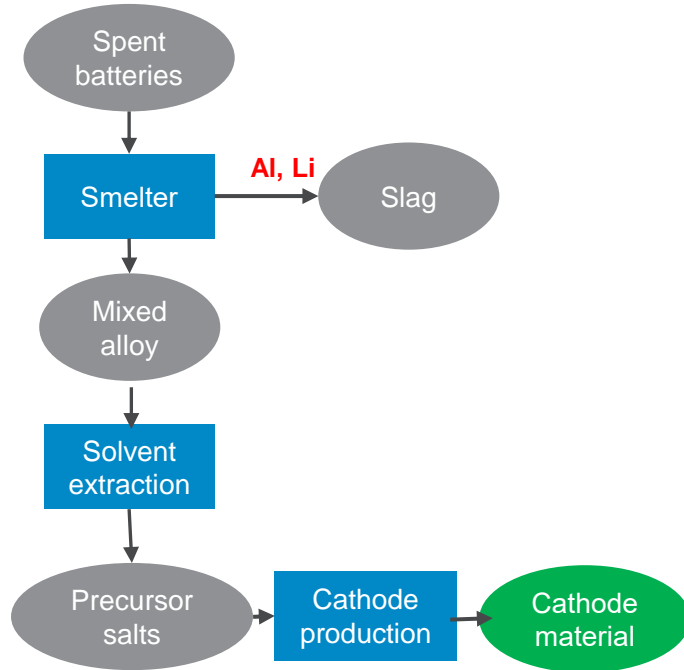 Spent
batteries
Al, Li
Smelter
Slag
Mixed
alloy
Solvent
extraction
Precursor
salts
Cathode
production
Cathode
material